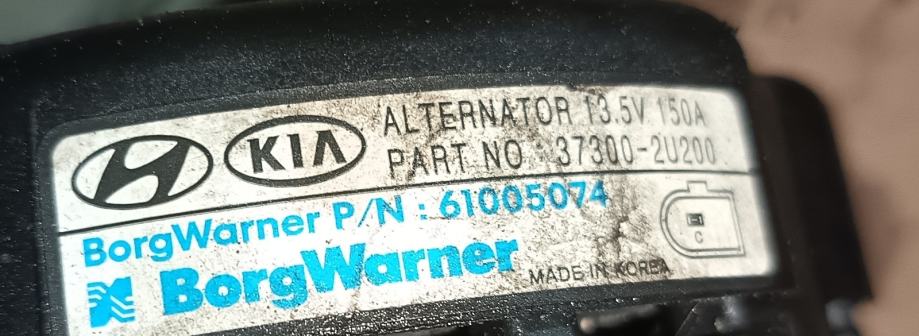 KIA
ALTERNATOR 13.5V 150A
PART NO : 37300-2U200
BorgWarner P/N : 61005074
BorgWarner
MADE IN KOREA
C